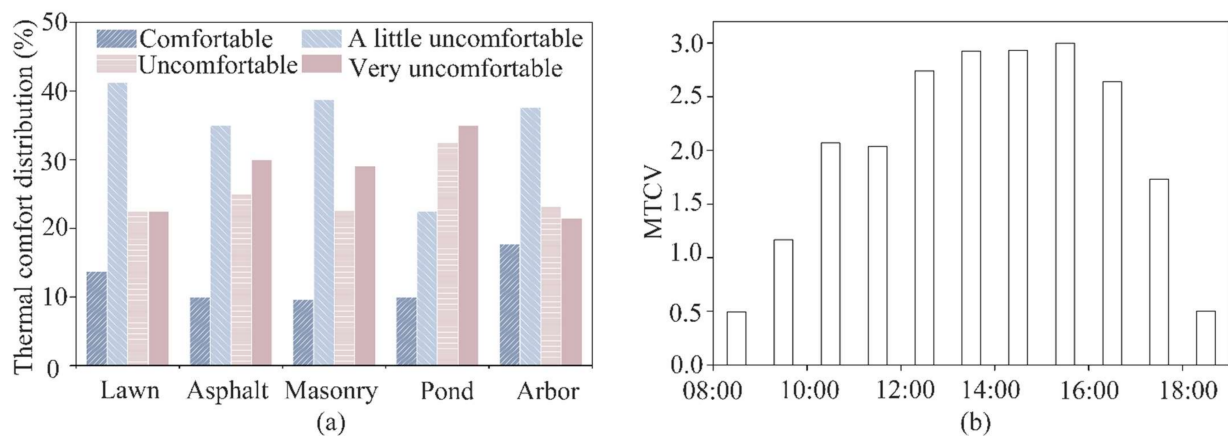 Thermal comfort distribution (%)
50
40
30
20
10
0
Comfortable
A little uncomfortable
Uncomfortable
Very uncomfortable
Lawn
Asphalt
Masonry
Pond
Arbor
(a)
MTCV
3.0
2.5
2.0
1.5
1.0
0.5
0.0
08:00
10:00
12:00
14:00
16:00
18:00
(b)